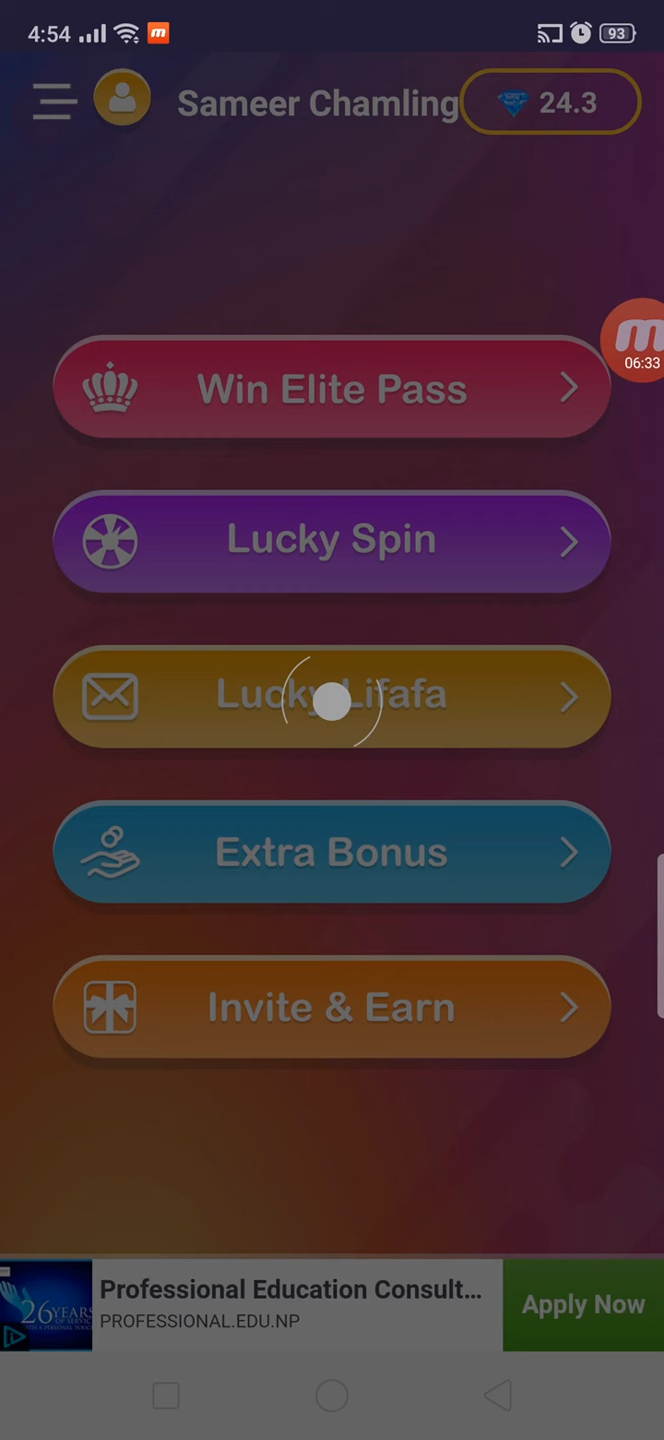 4:54
93
Sameer Chamling
24.3
Win Elite Pass
06:33
Lucky Spin
Lucky Lifafa
Extra Bonus
Invite & Earn
26 YEARS
Professional Education Consult...
PROFESSIONAL.EDU.NP
Apply Now